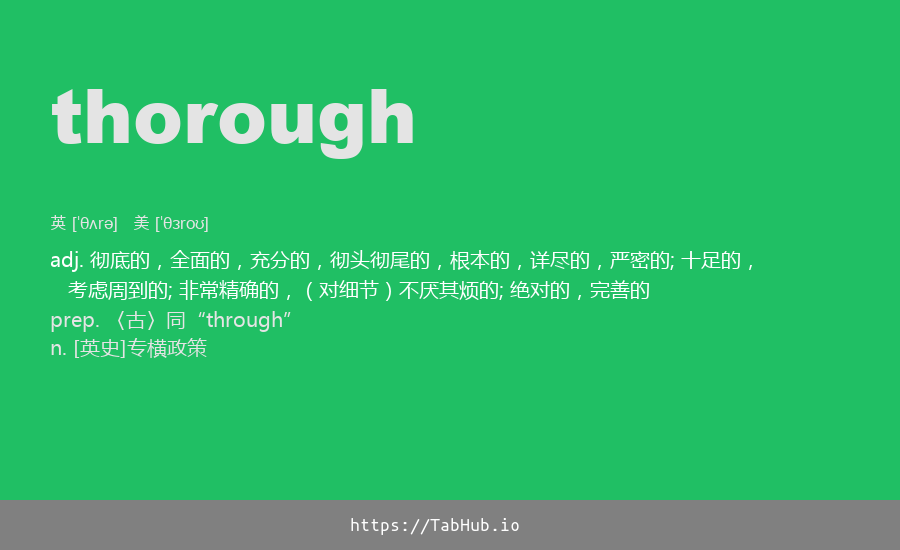 thorough
英 [ˈθʌrə] 美 [ˈθɜroʊ]
adj. 彻底的，全面的，充分的，彻头彻尾的，根本的，详尽的，严密的; 十足的，
考虑周到的; 非常精确的，（对细节）不厌其烦的; 绝对的，完善的
prep. 〈古〉同“through”
n. [英史]专横政策
https://TabHub.io